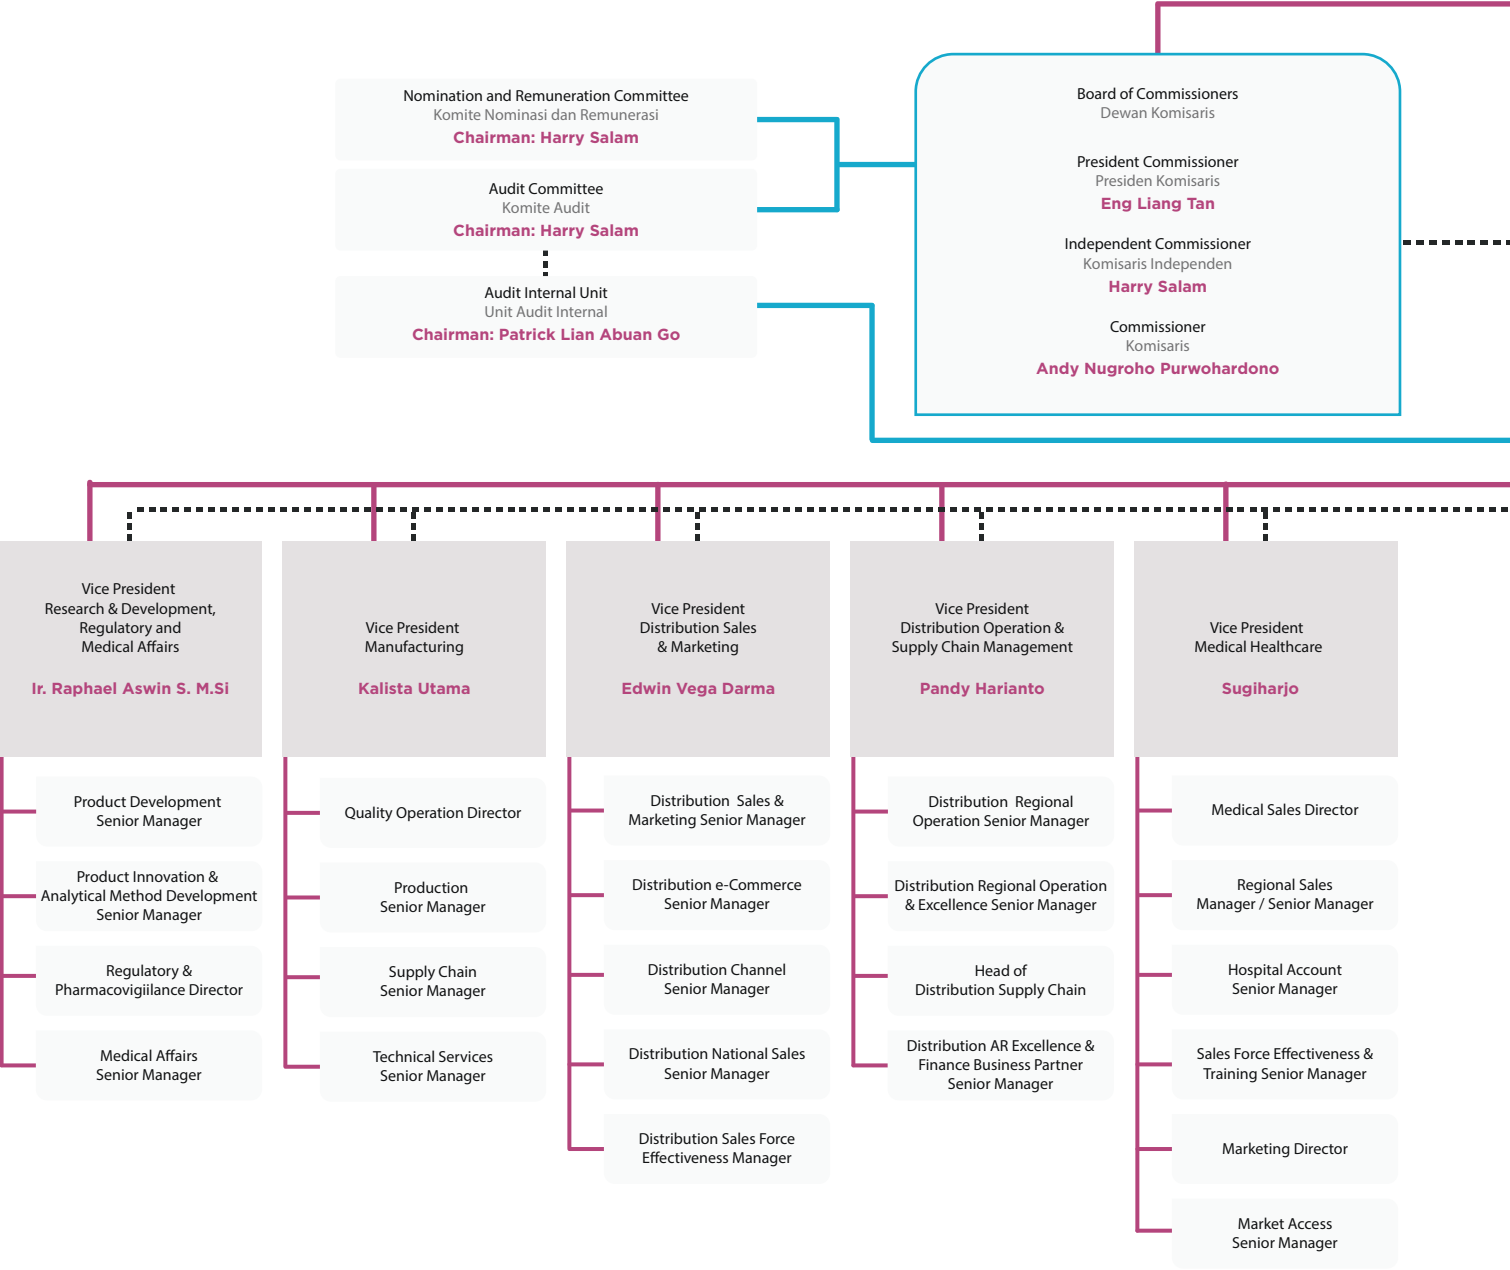 Nomination and Remuneration Committee
Komite Nominasi dan Remunerasi
Chairman: Harry Salam
Audit Committee
Komite Audit
Chairman: Harry Salam
Audit Internal Unit
Unit Audit Internal
Chairman: Patrick Lian Abuan Go
Board of Commissioners
Dewan Komisaris
President Commissioner
Presiden Komisaris
Eng Liang Tan
Independent Commissioner
Komisaris Independen
Harry Salam
Commissioner
Komisaris
Andy Nugroho Purwohardono
Vice President
Research & Development,
Regulatory and
Medical Affairs
Ir. Raphael Aswin S. M.Si
Product Development
Senior Manager
Product Innovation &
Analytical Method Development
Senior Manager
Regulatory &
Pharmacovigiilance Director
Medical Affairs
Senior Manager
Vice President
Manufacturing
Kalista Utama
Quality Operation Director
Production
Senior Manager
Supply Chain
Senior Manager
Technical Services
Senior Manager
Vice President
Distribution Sales
& Marketing
Edwin Vega Darma
Distribution Sales &
Marketing Senior Manager
Distribution e-Commerce
Senior Manager
Distribution Channel
Senior Manager
Distribution National Sales
Senior Manager
Distribution Sales Force
Effectiveness Manager
Vice President
Distribution Operation &
Supply Chain Management
Pandy Harianto
Distribution Regional
Operation Senior Manager
Distribution Regional Operation
& Excellence Senior Manager
Head of
Distribution Supply Chain
Distribution AR Excellence &
Finance Business Partner
Senior Manager
Vice President
Medical Healthcare
Sugiharjo
Medical Sales Director
Regional Sales
Manager / Senior Manager
Hospital Account
Senior Manager
Sales Force Effectiveness &
Training Senior Manager
Marketing Director
Market Access
Senior Manager